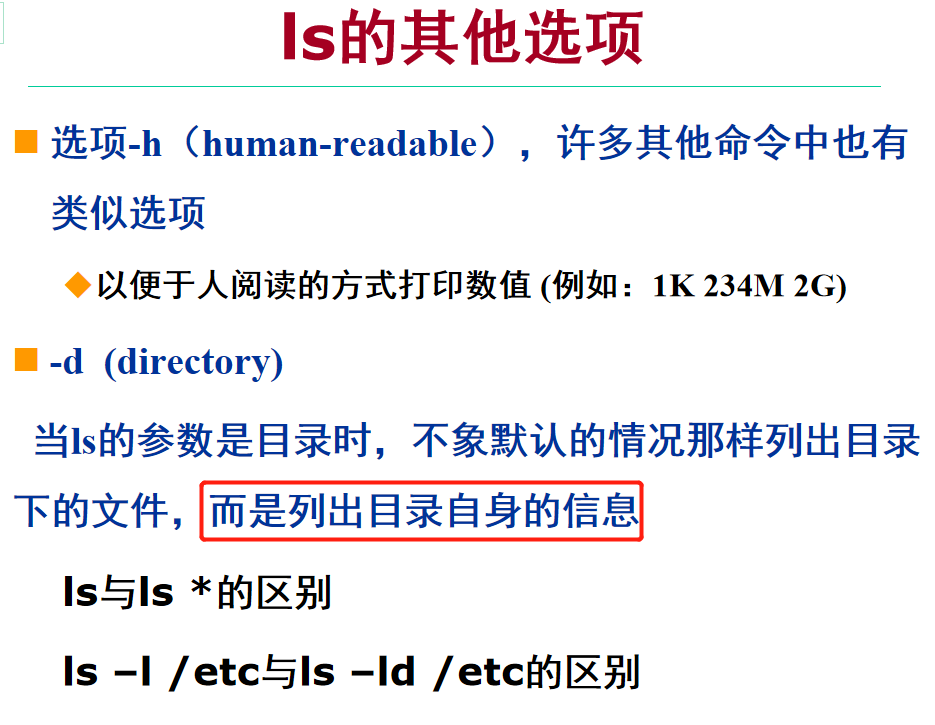 ls的其他选项
选项-h（human-readable），许多其他命令中也有
类似选项
以便于人阅读的方式打印数值 (例如：1K 234M 2G)
-d (directory)
当ls的参数是目录时，不象默认的情况那样列出目录
下的文件，而是列出目录自身的信息
ls与ls *的区别
ls –l /etc与ls –ld /etc的区别